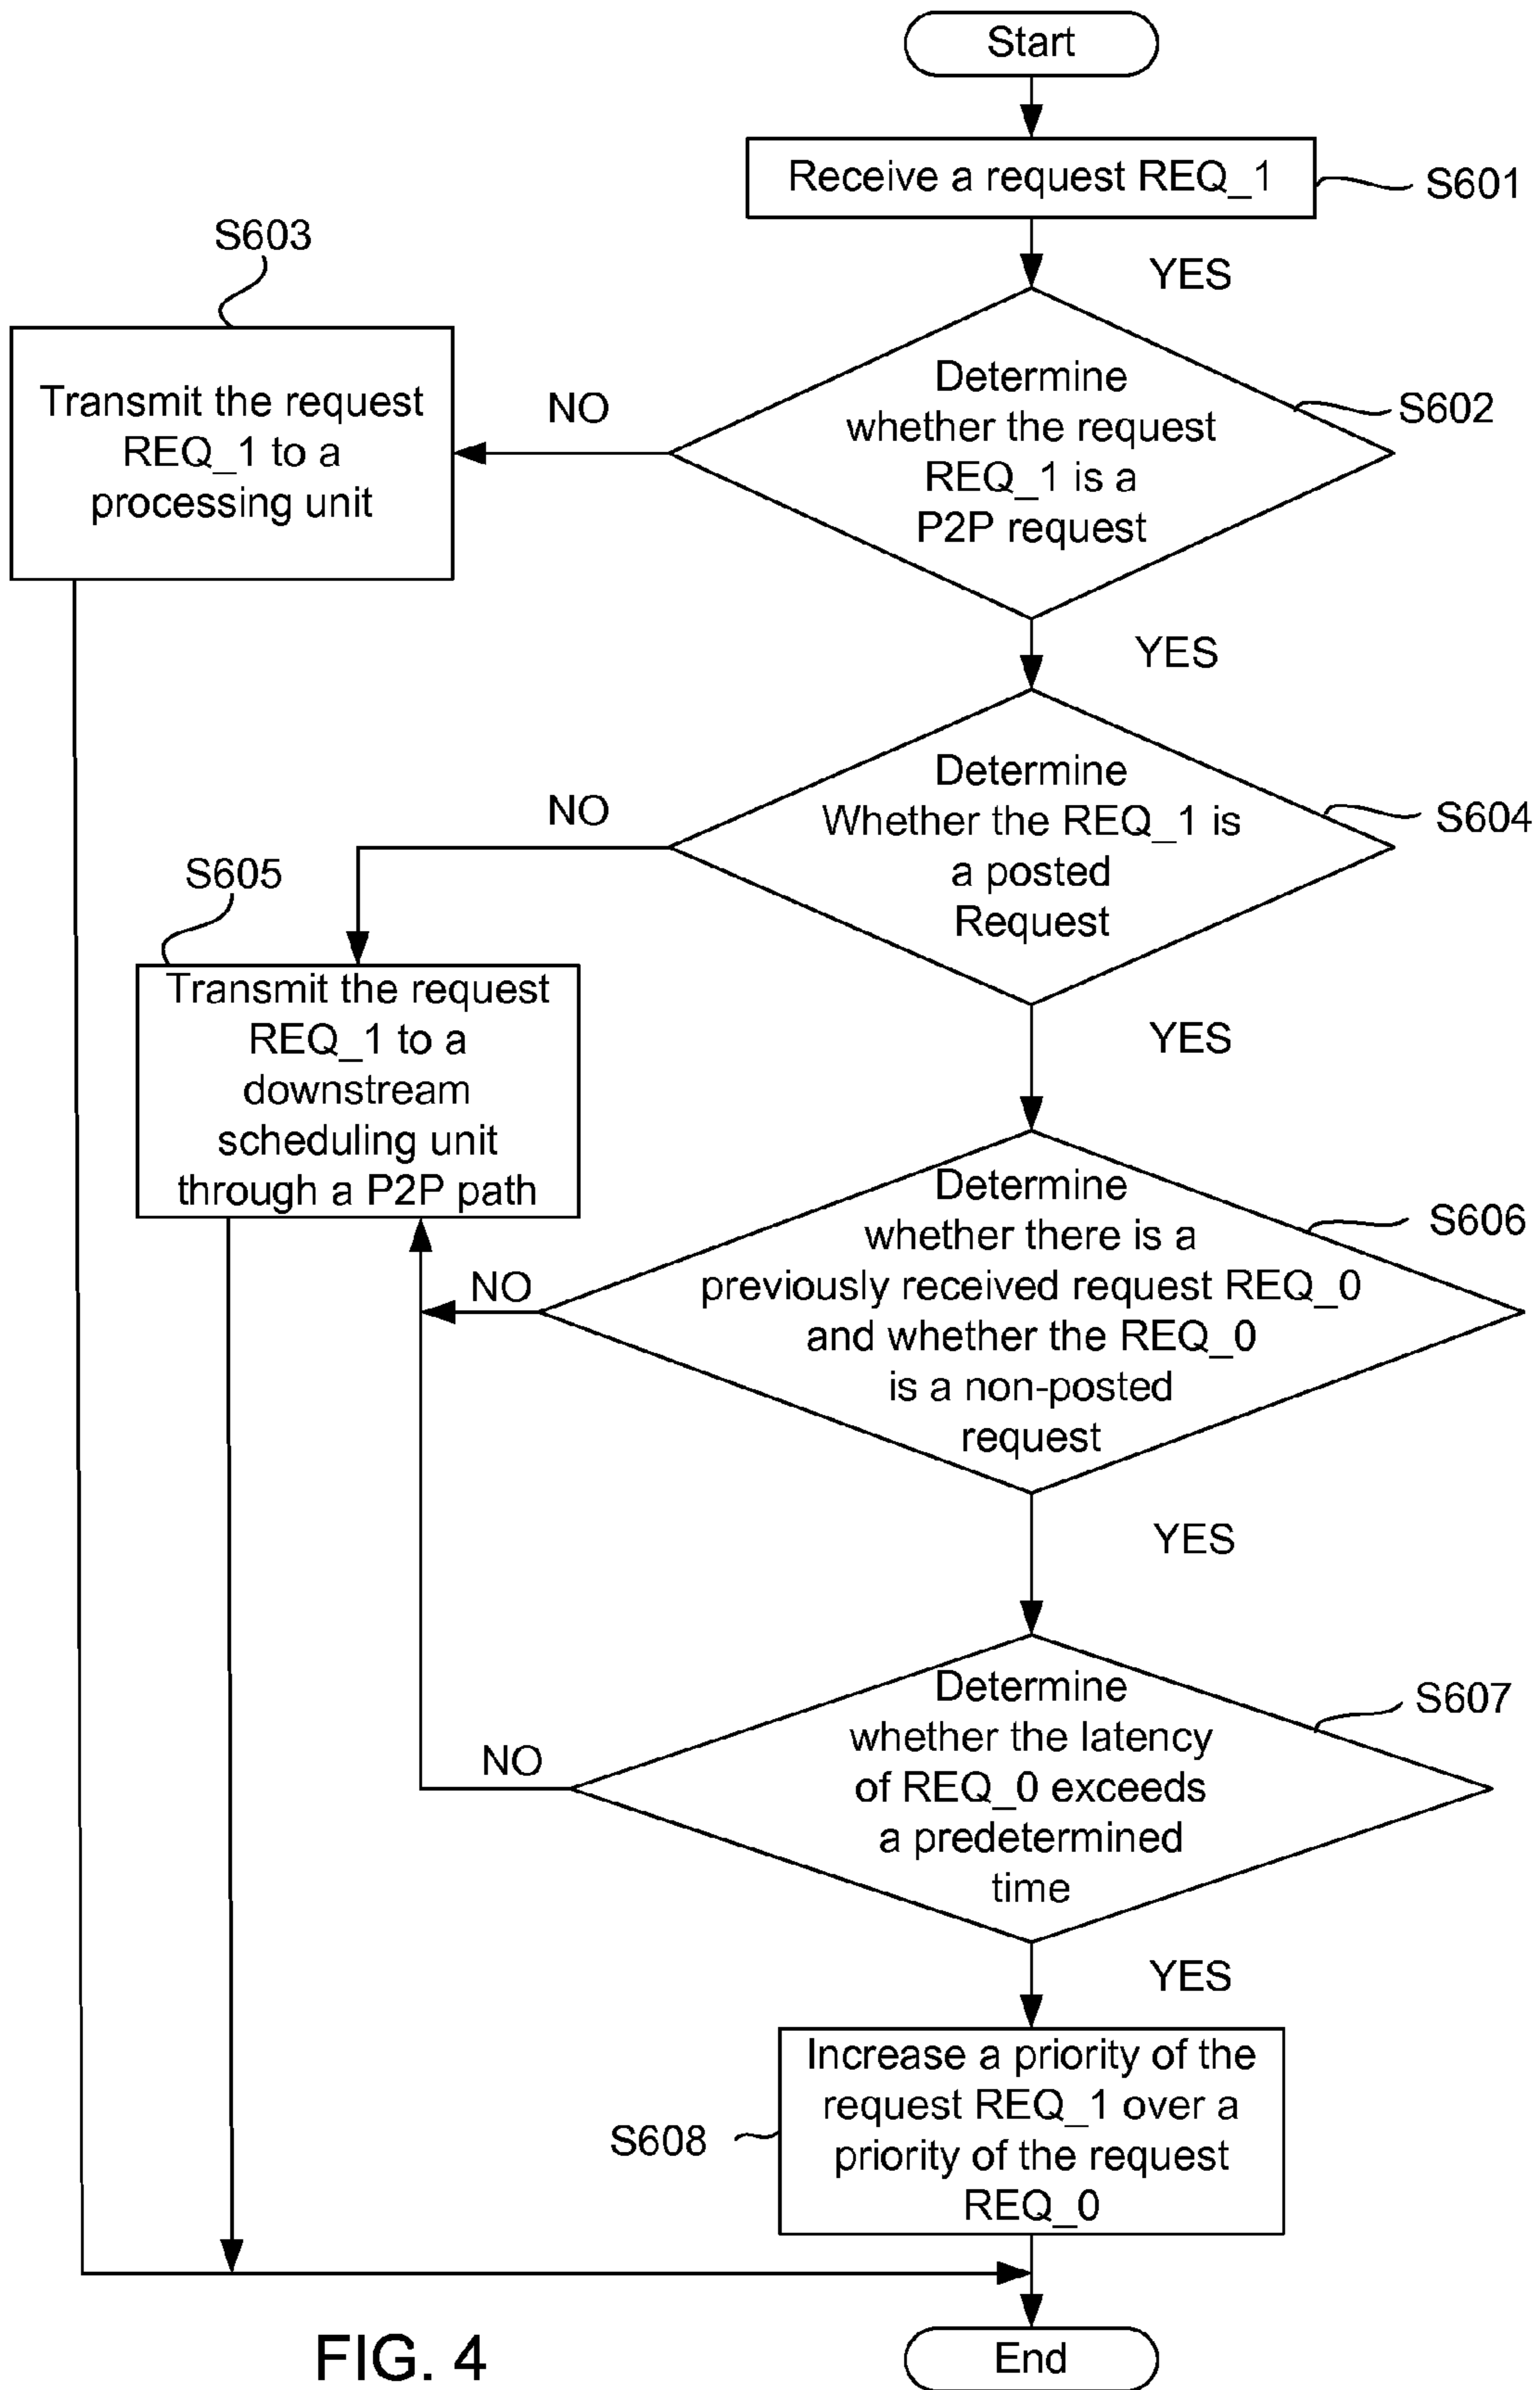 Start
Receive a request REQ_1
S601
YES
S603
Transmit the request
REQ_1 to a
processing unit
NO
Determine
whether the request
REQ_1 is a
P2P request
S602
YES
Determine
Whether the REQ_1 is
a posted
Request
S604
NO
S605
Transmit the request
REQ_1 to a
downstream
scheduling unit
through a P2P path
YES
Determine
whether there is a
previously received request REQ_0
and whether the REQ_0
is a non-posted
request
S606
NO
YES
Determine
whether the latency
of REQ_0 exceeds
a predetermined
time
S607
NO
YES
Increase a priority of the
request REQ_1 over a
priority of the request
REQ_0
S608
End
FIG. 4